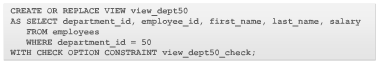 CREATE OR REPLACE VIEW view_dept50
AS SELECT department_id, employee_id, first_name, last_name, salary
FROM employees
WHERE department_id = 50
WITH CHECK OPTION CONSTRAINT view_dept50_check;